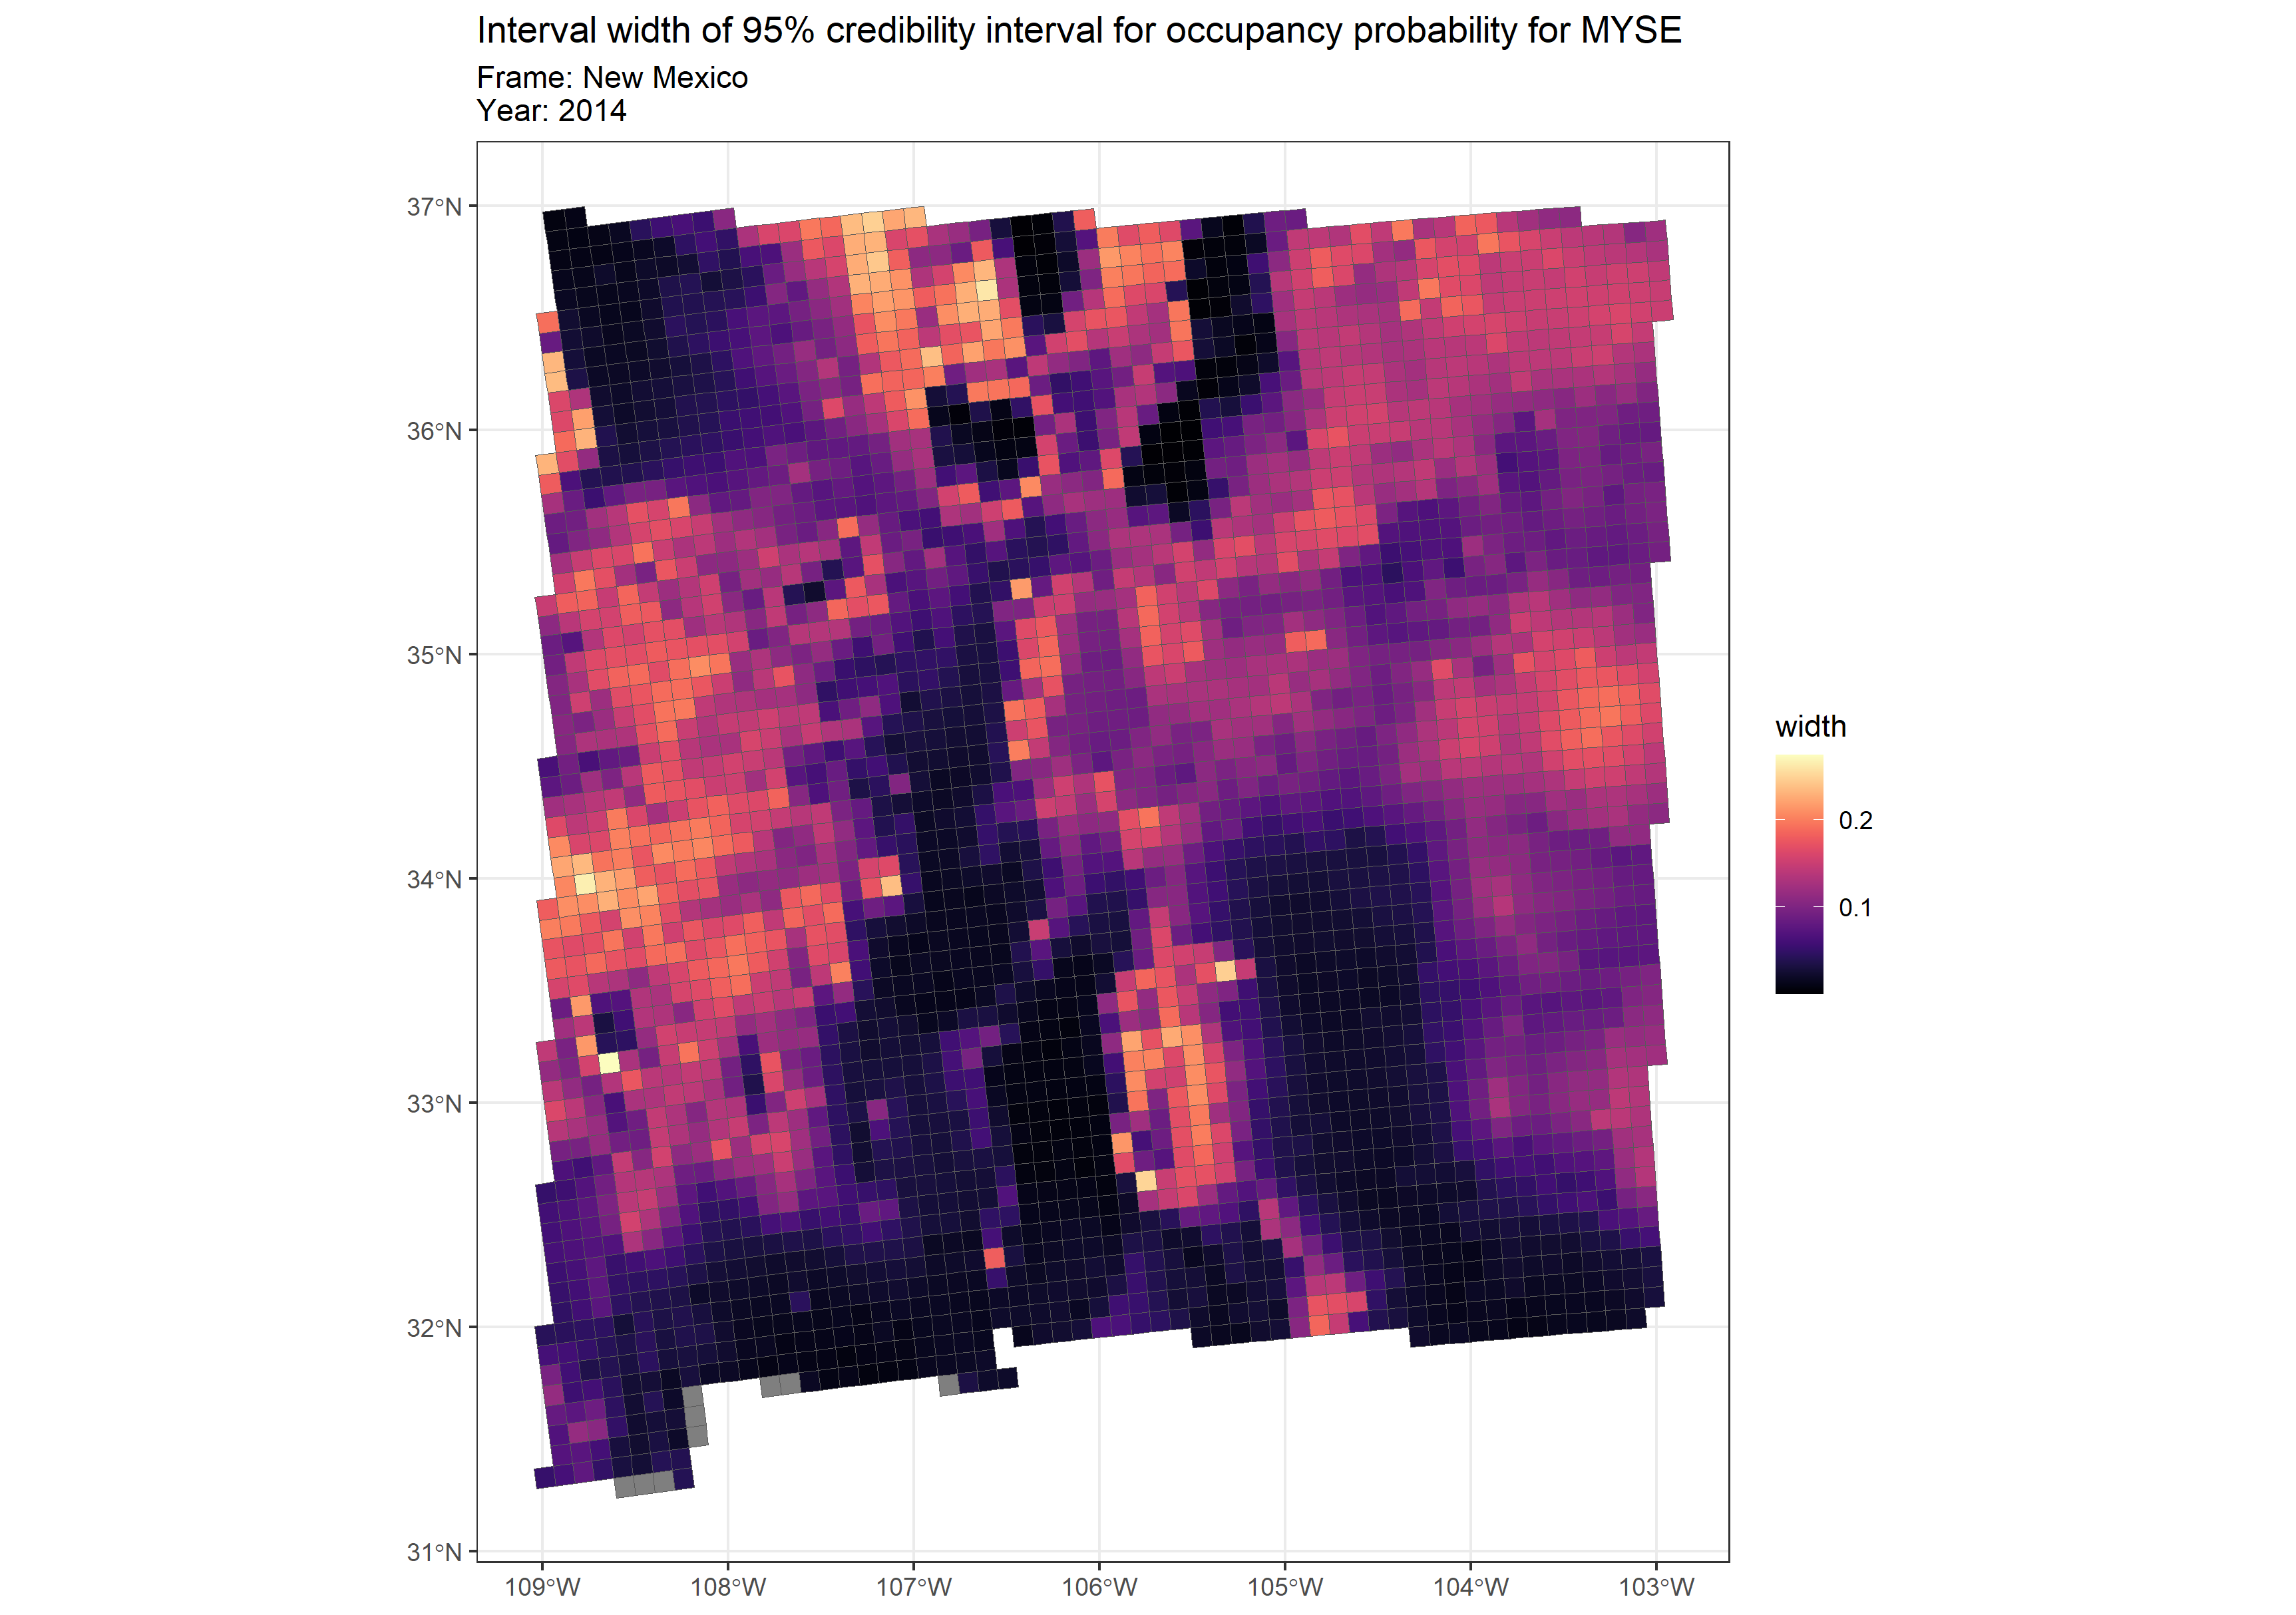 Interval width of 95% credibility interval for occupancy probability for MYSE
Frame: New Mexico
Year: 2014
37°N
36°N
35°N
34°N
33°N
32°N
31°N
109°W
108°W
107°W
106°W
105°W
104°W
103°W
width
0.2
0.1